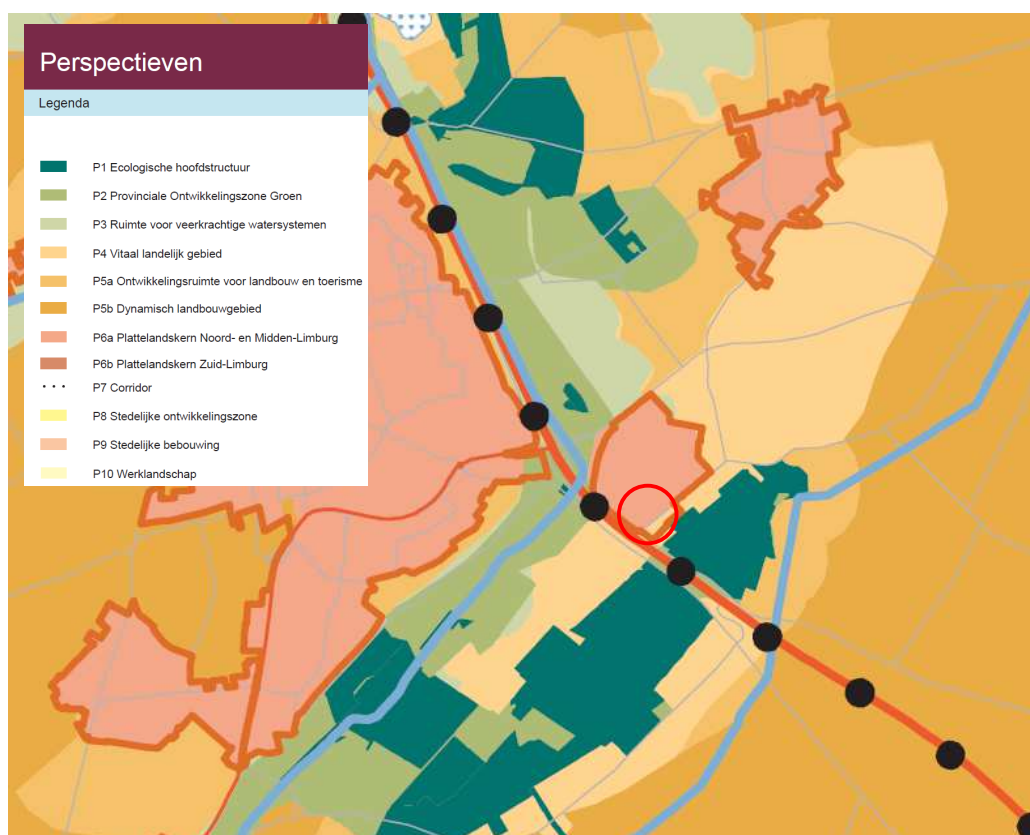 Perspectieven
Legenda
P1 Ecologische hoofdstructuur
P2 Provinciale Ontwikkelingszone Groen
P3 Ruimte voor veerkrachtige watersystemen
P4 Vitaal landelijk gebied
P5a Ontwikkelingsruimte voor landbouw en toerisme
P5b Dynamisch landbouwgebied
P6a Plattelandskern Noord- en Midden-Limburg
P6b Plattelandskern Zuid-Limburg
P7 Corridor
P8 Stedelijke ontwikkelingszone
P9 Stedelijke bebouwing
P10 Werklandschap